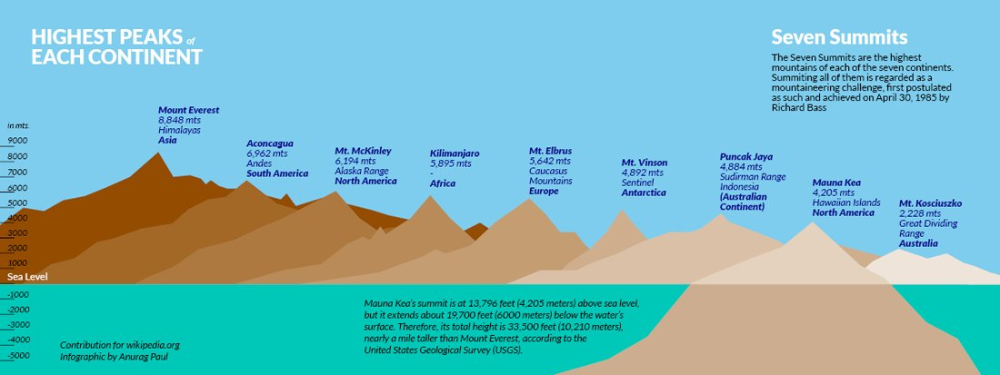 HIGHEST PEAKS of
EACH CONTINENT
Seven Summits
The Seven Summits are the highest
mountains of each of the seven continents.
Summiting all of them is regarded as a
mountaineering challenge, first postulated
as such and achieved on April 30, 1985 by
Richard Bass
in mts.
9000
8000
7000
6000
5000
4000
3000
2000
1000
Sea Level
-1000
-2000
-3000
-4000
-5000
Mount Everest
8,848 mts
Himalayas
Asia
Aconcagua
6,962 mts
Andes
South America
Mt. McKinley
6,194 mts
Alaska Range
North America
Kilimanjaro
5,895 mts
-
Africa
Mt. Elbrus
5,642 mts
Caucasus
Mountains
Europe
Mt. Vinson
4,892 mts
Sentinel
Antarctica
Puncak Jaya
4,884 mts
Sudirman Range
Indonesia
(Australian
Continent)
Mauna Kea
4,205 mts
Hawaiian Islands
North America
Mt. Kosciuszko
2,228 mts
Great Dividing
Range
Australia
Mauna Kea's summit is at 13,796 feet (4,205 meters) above sea level,
but it extends about 19,700 feet (6000 meters) below the water's
surface. Therefore, its total height is 33,500 feet (10,210 meters),
nearly a mile taller than Mount Everest, according to the
United States Geological Survey (USGS).
Contribution for wikipedia.org
Infographic by Anurag Paul